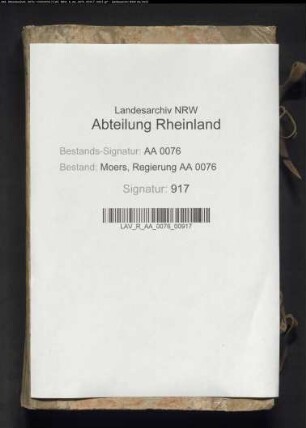 Landesarchiv NRW
Abteilung Rheinland
Bestands-Signatur: AA 0076
Bestand: Moers, Regierung AA 0076
Signatur: 917
LAV_R_AA_0076_00917